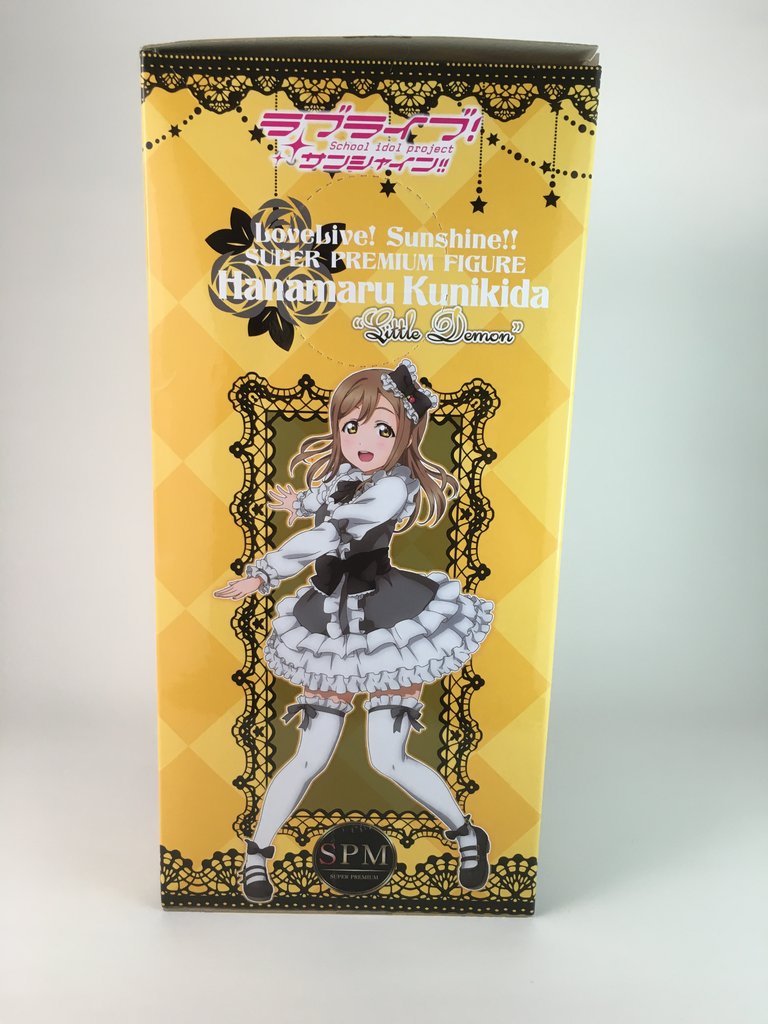 ラブライブ!
School idol project
サンシャイン!!
LoveLive! Sunshine!!
SUPER PREMIUM FIGURE
Hanamaru Kunikida
“Little Demon”
SPM
SUPER PREMIUM